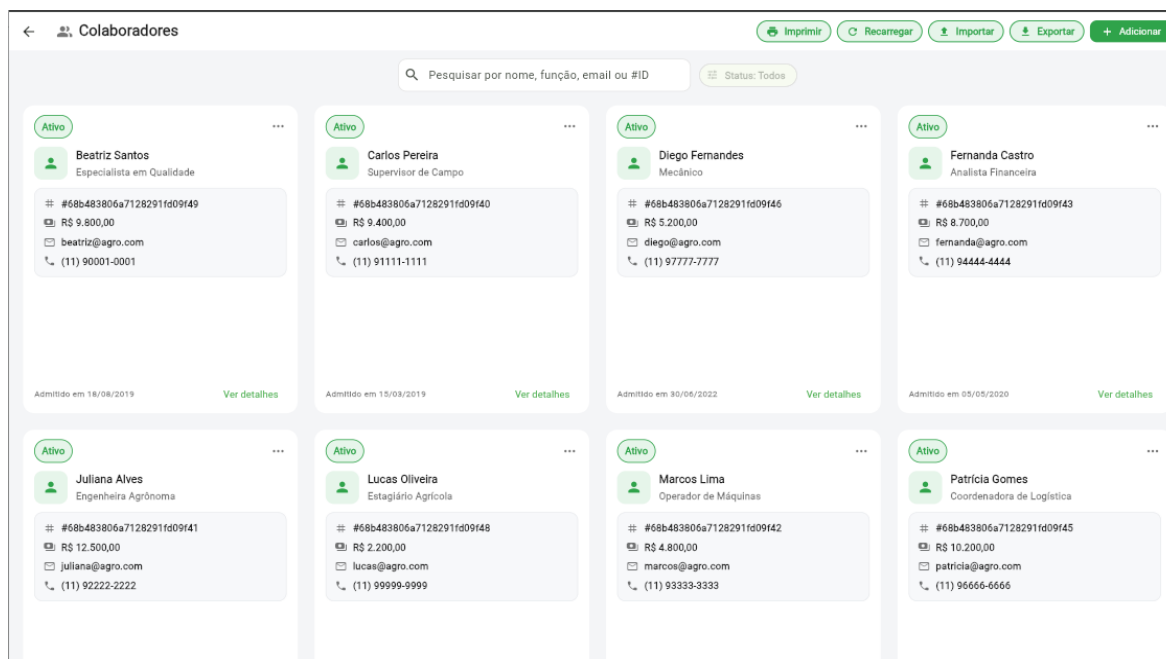 Colaboradores
Imprimir
Recarregar
Importar
Exportar
+ Adicionar
Pesquisar por nome, função, email ou #ID
Status: Todos
Ativo
Beatriz Santos
Especialista em Qualidade
#68b483806a7128291fd09f49
R$ 9.800,00
beatriz@agro.com
(11) 90001-0001
Admitido em 18/08/2019
Ver detalhes
Ativo
Carlos Pereira
Supervisor de Campo
#68b483806a7128291fd09f40
R$ 9.400,00
carlos@agro.com
(11) 91111-1111
Admitido em 15/03/2019
Ver detalhes
Ativo
Diego Fernandes
Mecânico
#68b483806a7128291fd09f46
R$ 5.200,00
diego@agro.com
(11) 97777-7777
Admitido em 30/06/2022
Ver detalhes
Ativo
Fernanda Castro
Analista Financeira
#68b483806a7128291fd09f43
R$ 8.700,00
fernanda@agro.com
(11) 94444-4444
Admitido em 05/05/2020
Ver detalhes
Ativo
Juliana Alves
Engenheira Agrônoma
#68b483806a7128291fd09f41
R$ 12.500,00
juliana@agro.com
(11) 92222-2222
Ativo
Lucas Oliveira
Estagiário Agrícola
#68b483806a7128291fd09f48
R$ 2.200,00
lucas@agro.com
(11) 99999-9999
Ativo
Marcos Lima
Operador de Máquinas
#68b483806a7128291fd09f42
R$ 4.800,00
marcos@agro.com
(11) 93333-3333
Ativo
Patrícia Gomes
Coordenadora de Logística
#68b483806a7128291fd09f45
R$ 10.200,00
patricia@agro.com
(11) 96666-6666